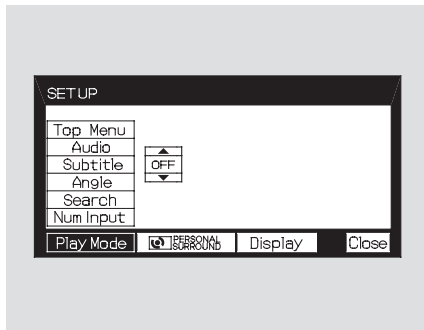 SETUP
Top Menu
Audio
Subtitle
OFF
Angle
Search
Num Input
Play Mode
PERSONAL
SURROUND
Display
Close